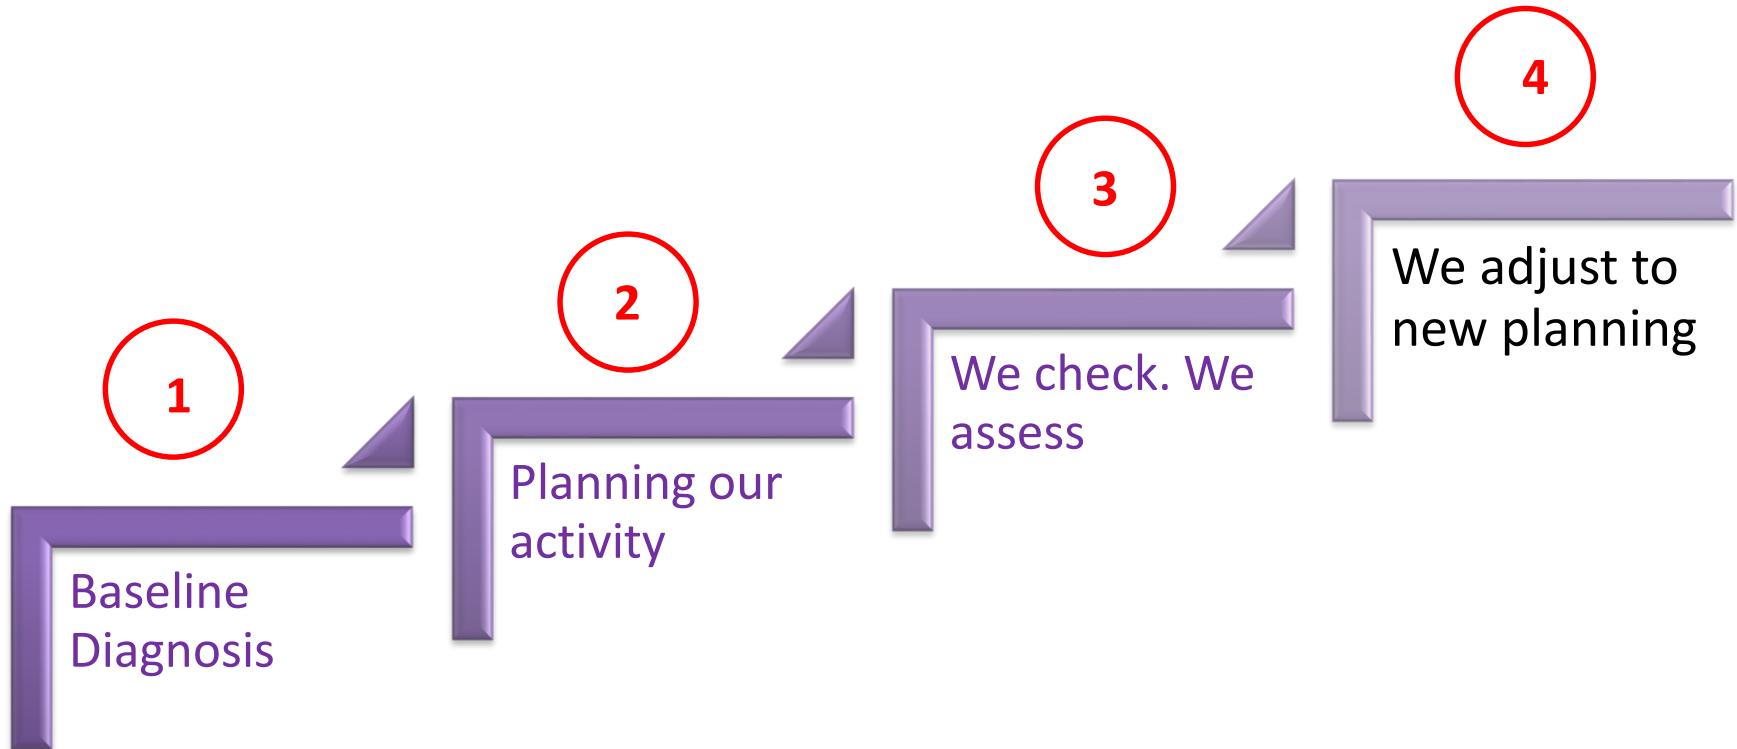 1
Baseline
Diagnosis
2
Planning our
activity
3
We check. We
assess
4
We adjust to
new planning